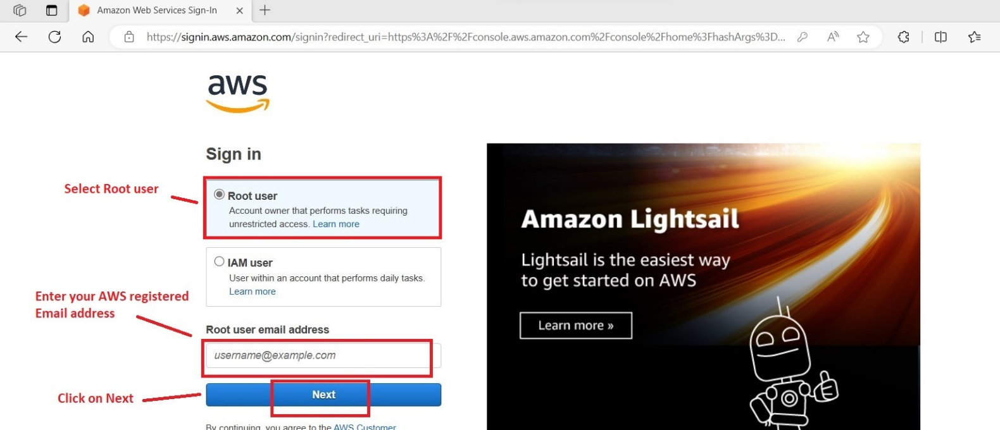 Amazon Web Services Sign-In
https://signin.aws.amazon.com/signin?redirect_uri=https%3A%2F%2Fconsole.aws.amazon.com%2Fconsole%2Fhome%3FhashArgs%3D...
aws
Sign in
Select Root user
Root user
Account owner that performs tasks requiring
unrestricted access. Learn more
IAM user
User within an account that performs daily tasks.
Learn more
Enter your AWS registered
Email address
Root user email address
username@example.com
Click on Next
Next
By continuing, you agree to the AWS Customer
Amazon Lightsail
Lightsail is the easiest way
to get started on AWS
Learn more »